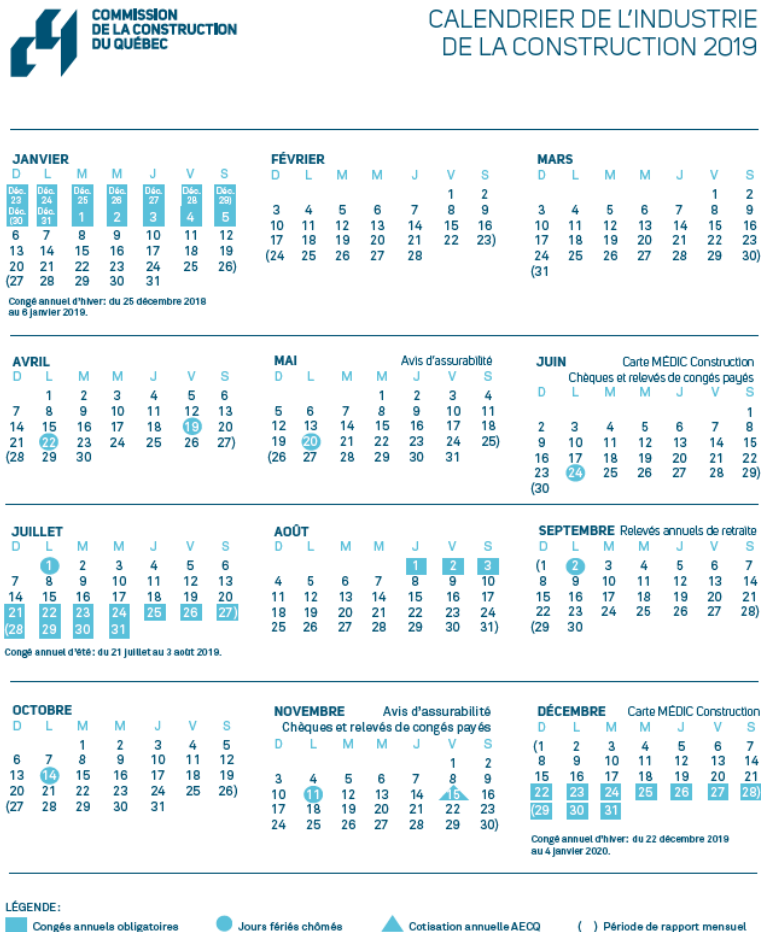 COMMISSION
DE LA CONSTRUCTION
DU QUÉBEC
CALENDRIER DE L'INDUSTRIE
DE LA CONSTRUCTION 2019
JANVIER
D L M M J V S
Déc. 23 Déc. 24 Déc. 25 Déc. 26 Déc. 27 Déc. 28 Déc. 29)
Déc. (30 Déc. 31 1 2 3 4 5
6 7 8 9 10 11 12
13 14 15 16 17 18 19
20 21 22 23 24 25 26)
(27 28 29 30 31
Congé annuel d'hiver: du 25 décembre 2018
au 6 janvier 2019.
FÉVRIER
D L M M J V S
1 2
3 4 5 6 7 8 9
10 11 12 13 14 15 16
17 18 19 20 21 22 23)
(24 25 26 27 28
MARS
D L M M J V S
1 2
3 4 5 6 7 8 9
10 11 12 13 14 15 16
17 18 19 20 21 22 23
24 25 26 27 28 29 30)
(31
AVRIL
D L M M J V S
1 2 3 4 5 6
7 8 9 10 11 12 13
14 15 16 17 18 19 20
21 22 23 24 25 26 27)
(28 29 30
MAI Avis d'assurabilité
D L M M J V S
1 2 3 4
5 6 7 8 9 10 11
12 13 14 15 16 17 18
19 20 21 22 23 24 25)
(26 27 28 29 30 31
JUIN Carte MÉDIC Construction
Chèques et relevés de congés payés
D L M M J V S
1
2 3 4 5 6 7 8
9 10 11 12 13 14 15
16 17 18 19 20 21 22
23 24 25 26 27 28 29)
(30
JUILLET
D L M M J V S
1 2 3 4 5 6
7 8 9 10 11 12 13
14 15 16 17 18 19 20
21 22 23 24 25 26 27)
(28 29 30 31
Congé annuel d'été : du 21 juillet au 3 août 2019.
AOÛT
D L M M J V S
1 2 3
4 5 6 7 8 9 10
11 12 13 14 15 16 17
18 19 20 21 22 23 24
25 26 27 28 29 30 31)
SEPTEMBRE Relevés annuels de retraite
D L M M J V S
(1 2 3 4 5 6 7
8 9 10 11 12 13 14
15 16 17 18 19 20 21
22 23 24 25 26 27 28)
(29 30
OCTOBRE
D L M M J V S
1 2 3 4 5
6 7 8 9 10 11 12
13 14 15 16 17 18 19
20 21 22 23 24 25 26)
(27 28 29 30 31
NOVEMBRE Avis d'assurabilité
Chèques et relevés de congés payés
D L M M J V S
1 2
3 4 5 6 7 8 9
10 11 12 13 14 15 16
17 18 19 20 21 22 23
24 25 26 27 28 29 30)
DÉCEMBRE Carte MÉDIC Construction
D L M M J V S
(1 2 3 4 5 6 7
8 9 10 11 12 13 14
15 16 17 18 19 20 21
22 23 24 25 26 27 28)
(29 30 31
Congé annuel d'hiver: du 22 décembre 2019
au 4 janvier 2020.
LÉGENDE :
Congés annuels obligatoires Jours fériés chômés Cotisation annuelle AECQ ( ) Période de rapport mensuel